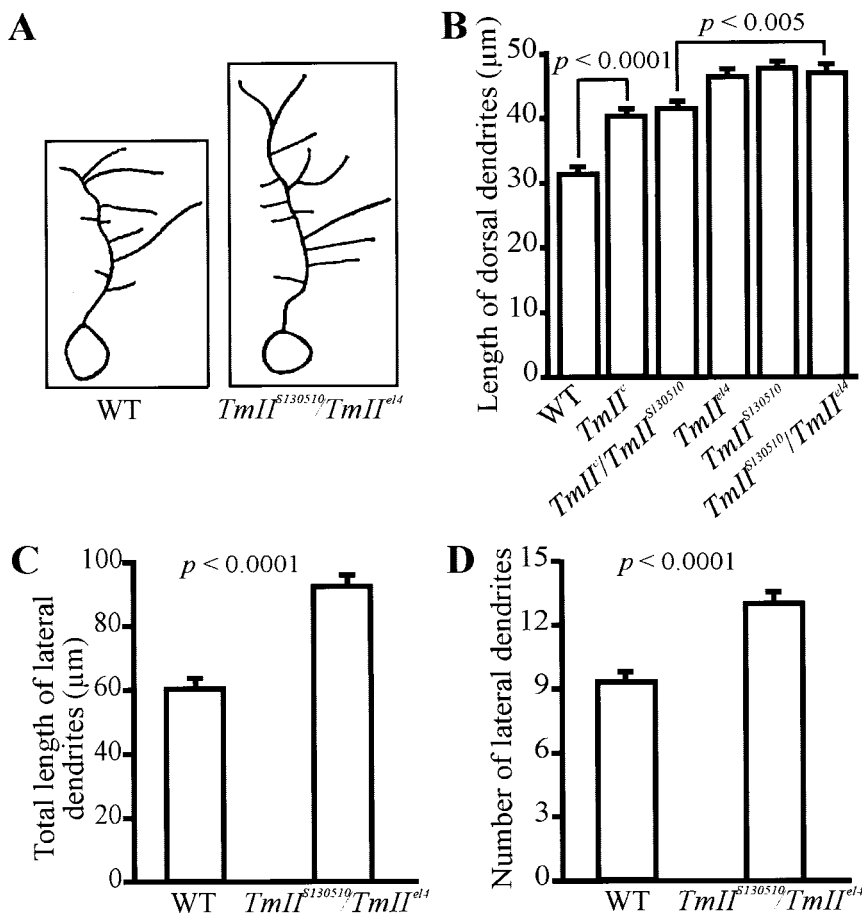 A
WT
TmII^S130510/TmII^el4
B
Length of dorsal dendrites (μm)
p < 0.0001
p < 0.005
50
40
30
20
10
0
WT
TmII^c
TmII^c/TmII^S130510
TmII^el4
TmII^S130510
TmII^S130510/TmII^el4
C
Total length of lateral
dendrites (μm)
p < 0.0001
100
80
60
40
20
0
WT
TmII^S130510/TmII^el4
D
Number of lateral dendrites
p < 0.0001
15
12
9
6
3
0
WT
TmII^S130510/TmII^el4